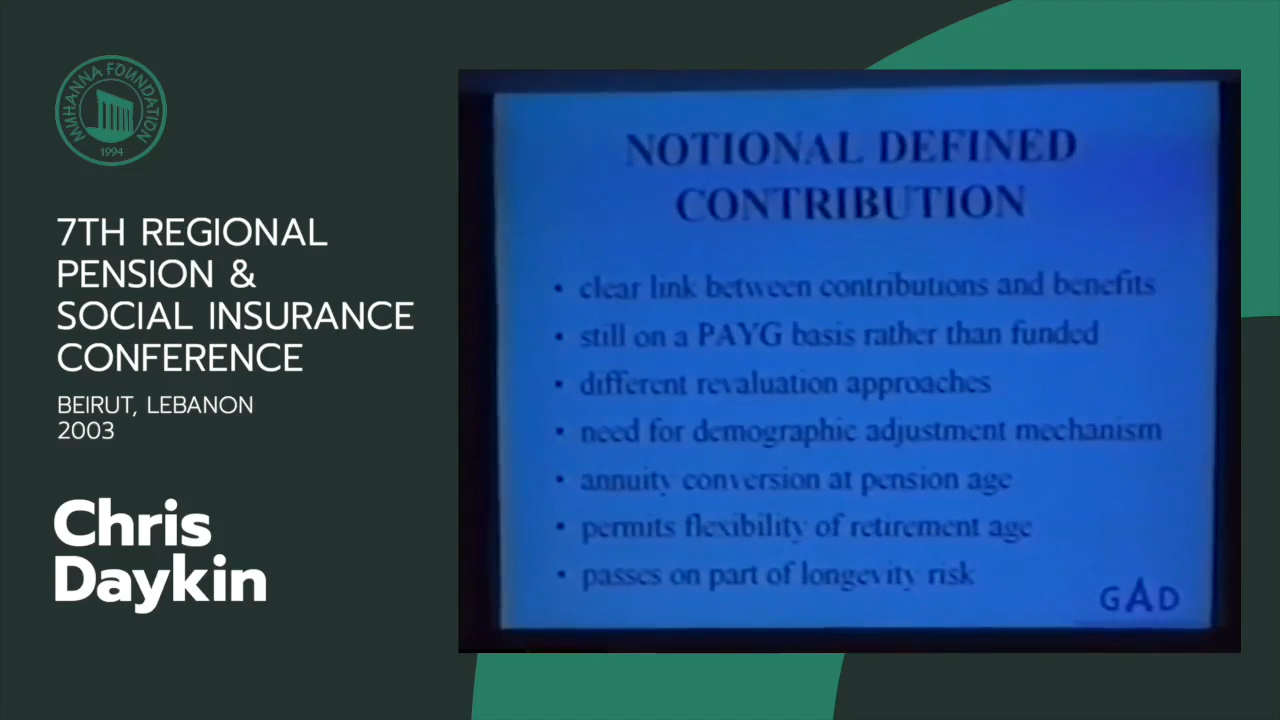 MUHANNA FOUNDATION
1994
7TH REGIONAL
PENSION &
SOCIAL INSURANCE
CONFERENCE
BEIRUT, LEBANON
2003
Chris
Daykin
NOTIONAL DEFINED
CONTRIBUTION
• clear link between contributions and benefits
• still on a PAYG basis rather than funded
• different revaluation approaches
• need for demographic adjustment mechanism
• annuity conversion at pension age
• permits flexibility of retirement age
• passes on part of longevity risk
GAD